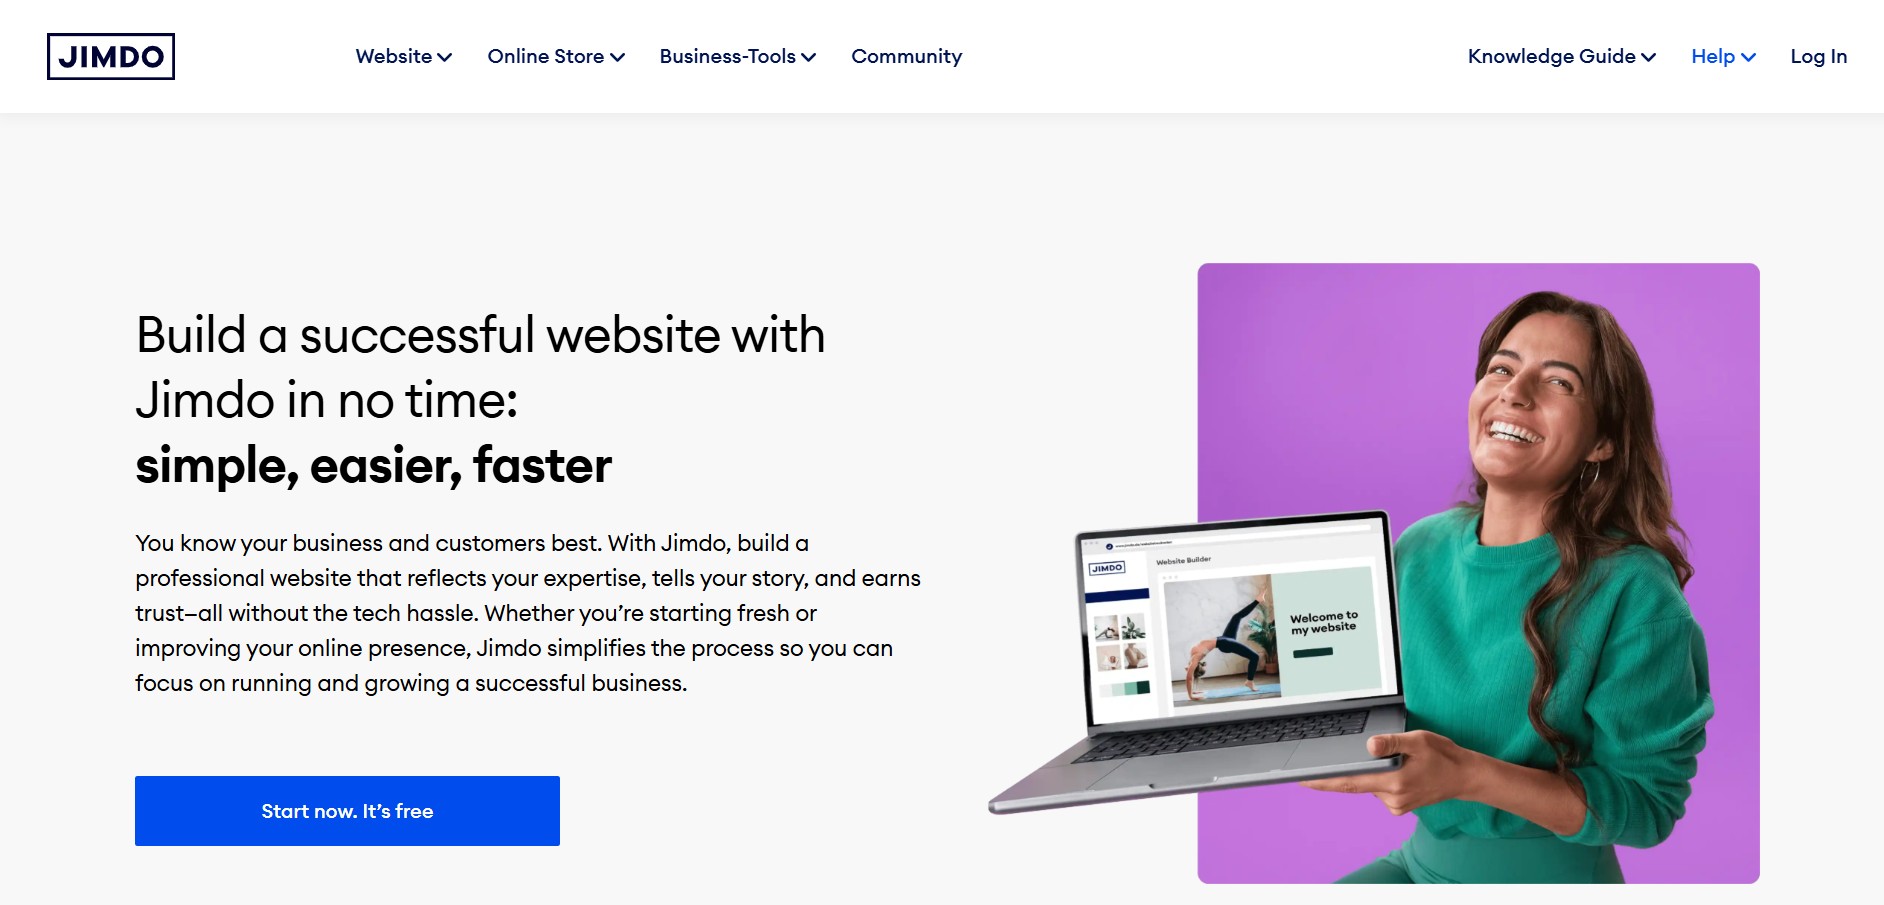 JIMDO
Website
Online Store
Business-Tools
Community
Knowledge Guide
Help
Log In
Build a successful website with
Jimdo in no time:
simple, easier, faster
You know your business and customers best. With Jimdo, build a
professional website that reflects your expertise, tells your story, and earns
trust—all without the tech hassle. Whether you’re starting fresh or
improving your online presence, Jimdo simplifies the process so you can
focus on running and growing a successful business.
Start now. It’s free
JIMDO
Website Builder
Welcome to
my website